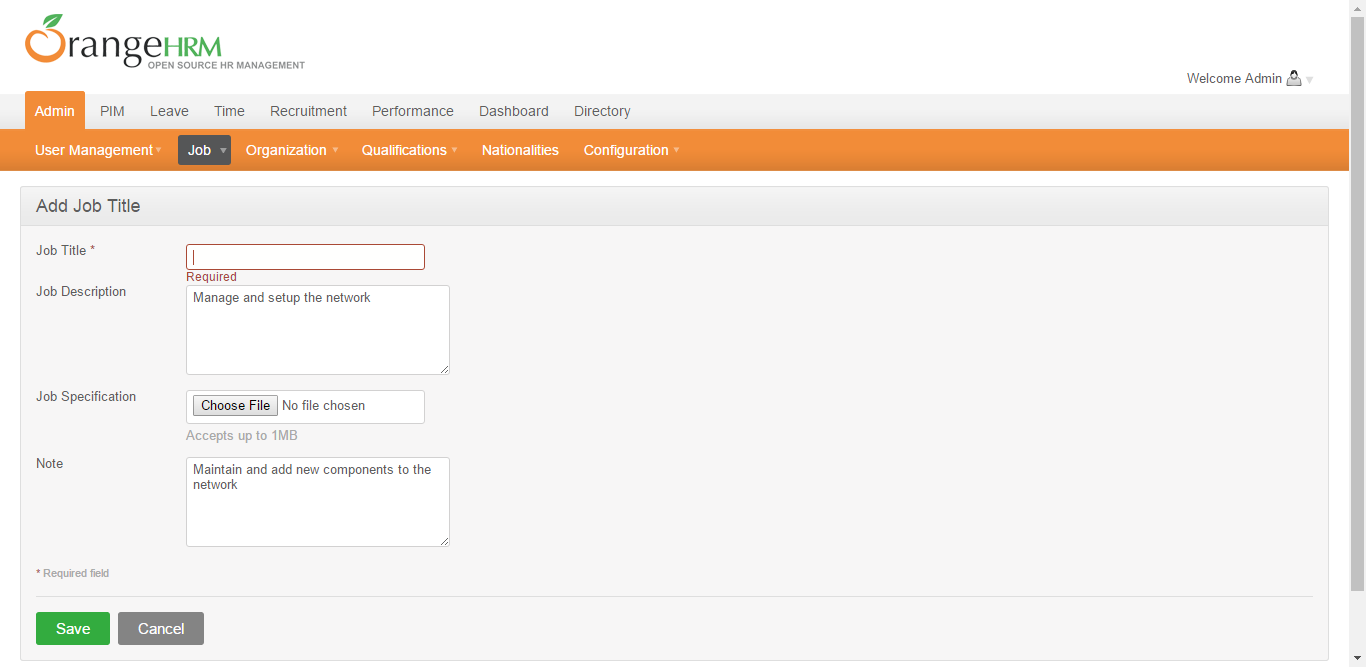 OrangeHRM
OPEN SOURCE HR MANAGEMENT
Welcome Admin
Admin PIM Leave Time Recruitment Performance Dashboard Directory
User Management Job Organization Qualifications Nationalities Configuration
Add Job Title
Job Title *
Required
Job Description
Manage and setup the network
Job Specification
Choose File No file chosen
Accepts up to 1MB
Note
Maintain and add new components to the
network
* Required field
Save Cancel